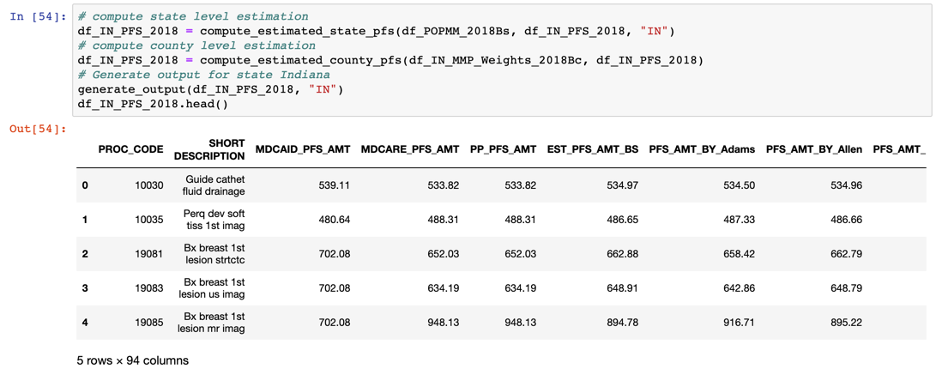 In [54]: # compute state level estimation
df_IN_PFS_2018 = compute_estimated_state_pfs(df_POPMM_2018Bs, df_IN_PFS_2018, "IN")
# compute county level estimation
df_IN_PFS_2018 = compute_estimated_county_pfs(df_IN_MMP_Weights_2018Bc, df_IN_PFS_2018)
# Generate output for state Indiana
generate_output(df_IN_PFS_2018, "IN")
df_IN_PFS_2018.head()
Out[54]:
PROC_CODE SHORT DESCRIPTION MDCAID_PFS_AMT MDCARE_PFS_AMT PP_PFS_AMT EST_PFS_AMT_BS PFS_AMT_BY_Adams PFS_AMT_BY_Allen PFS_AMT_
0 10030 Guide cathet fluid drainage 539.11 533.82 533.82 534.97 534.50 534.96
1 10035 Perq dev soft tiss 1st imag 480.64 488.31 488.31 486.65 487.33 486.66
2 19081 Bx breast 1st lesion strtctc 702.08 652.03 652.03 662.88 658.42 662.79
3 19083 Bx breast 1st lesion us imag 702.08 634.19 634.19 648.91 642.86 648.79
4 19085 Bx breast 1st lesion mr imag 702.08 948.13 948.13 894.78 916.71 895.22
5 rows × 94 columns